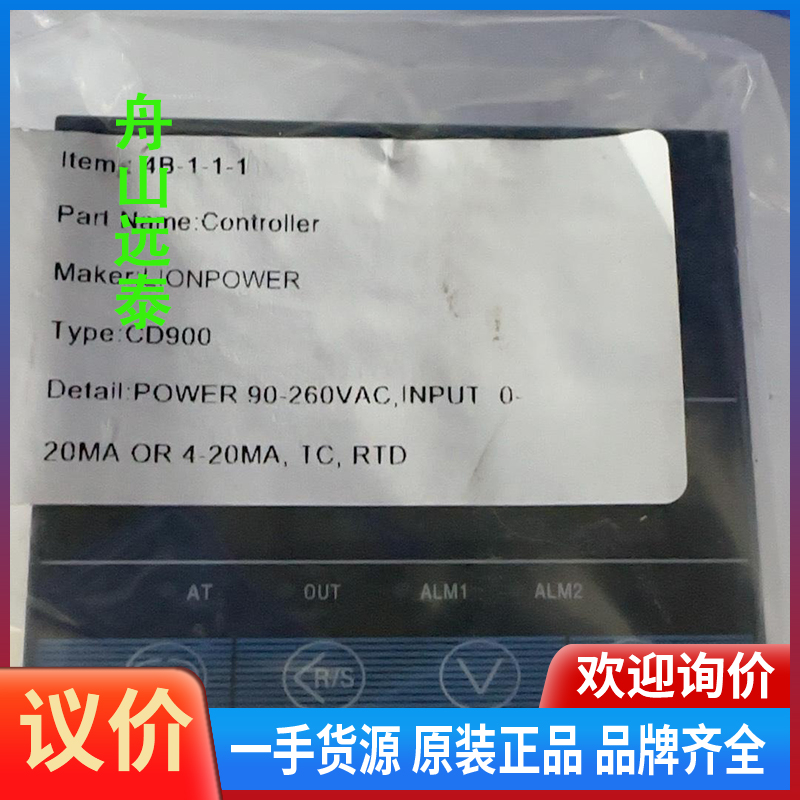 舟山远泰
Item : 4B-1-1-1
Part Name:Controller
Maker:LIONPOWER
Type:CD900
Detail:POWER 90-260VAC,INPUT 0-
20MA OR 4-20MA, TC, RTD
AT OUT ALM1 ALM2
<R/S
欢迎询价
议价
一手货源 原装正品 品牌齐全